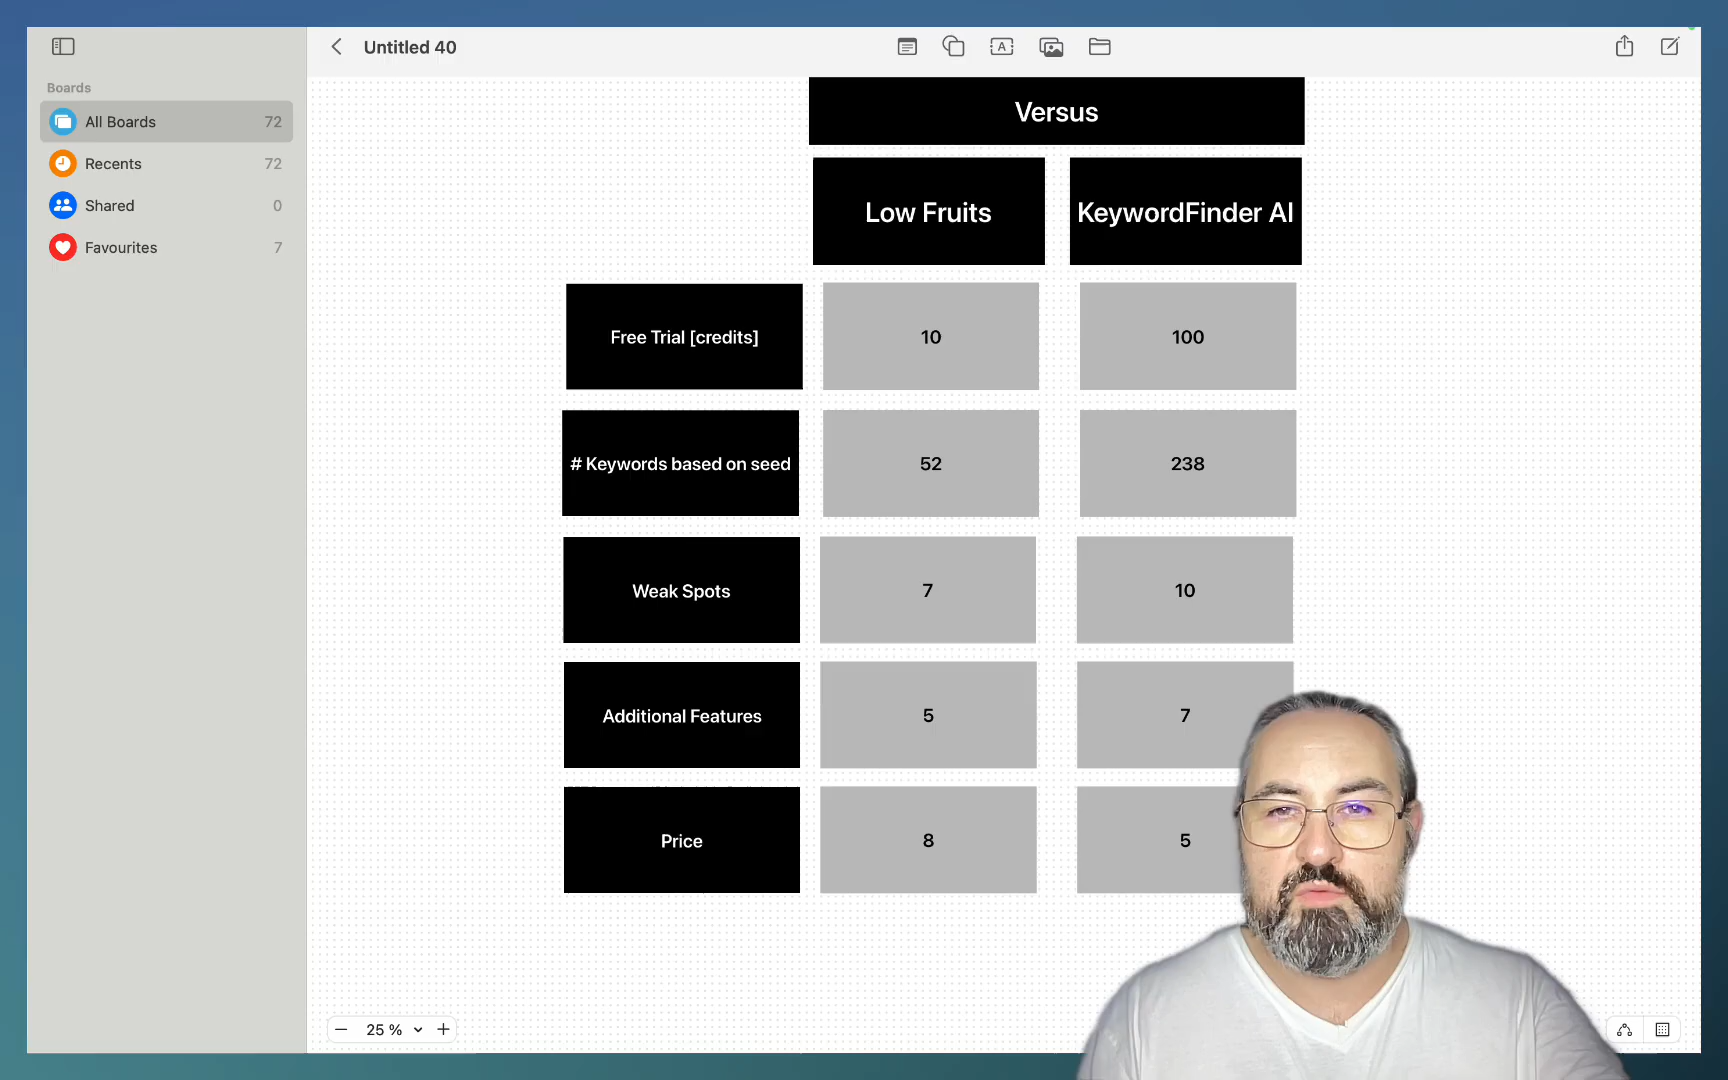 Untitled 40
A
Boards
All Boards 72
Recents 72
Shared 0
Favourites 7
Versus
Low Fruits KeywordFinder AI
Free Trial [credits] 10 100
# Keywords based on seed 52 238
Weak Spots 7 10
Additional Features 5 7
Price 8 5
25 %